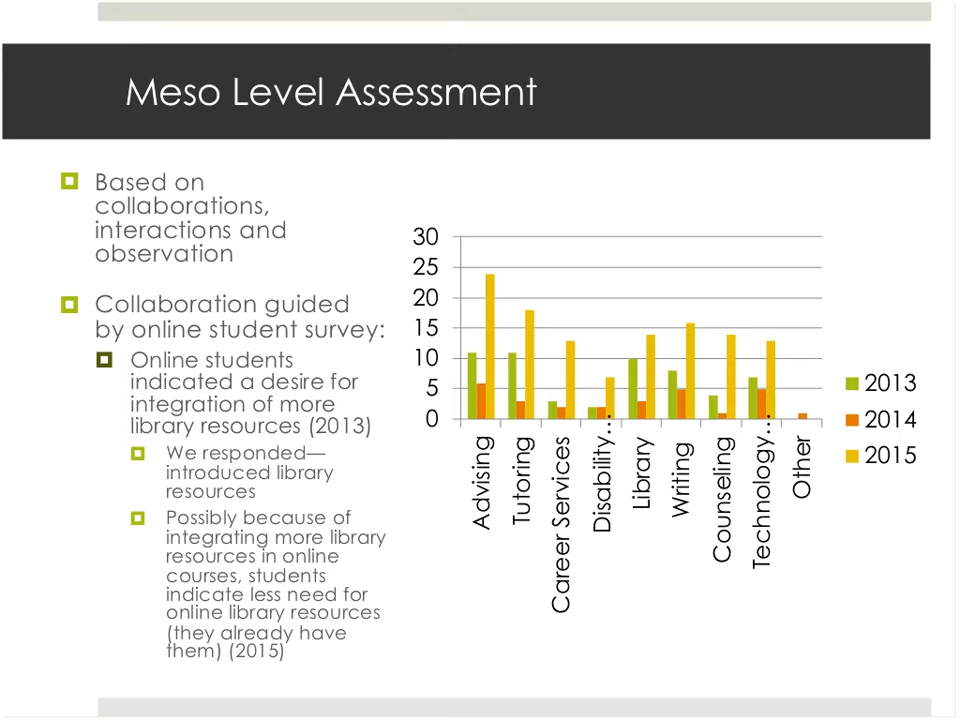 Meso Level Assessment
Based on
collaborations,
interactions and
observation
Collaboration guided
by online student survey:
Online students
indicated a desire for
integration of more
library resources (2013)
We responded—
introduced library
resources
Possibly because of
integrating more library
resources in online
courses, students
indicate less need for
online library resources
(they already have
them) (2015)
30
25
20
15
10
5
0
Advising
Tutoring
Career Services
Disability…
Library
Writing
Counseling
Technology…
Other
2013
2014
2015